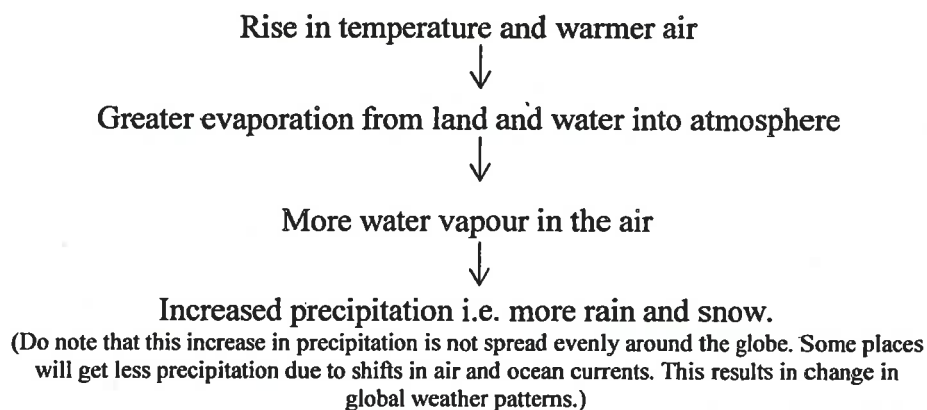 Rise in temperature and warmer air
Greater evaporation from land and water into atmosphere
More water vapour in the air
Increased precipitation i.e. more rain and snow.
(Do note that this increase in precipitation is not spread evenly around the globe. Some places
will get less precipitation due to shifts in air and ocean currents. This results in change in
global weather patterns.)